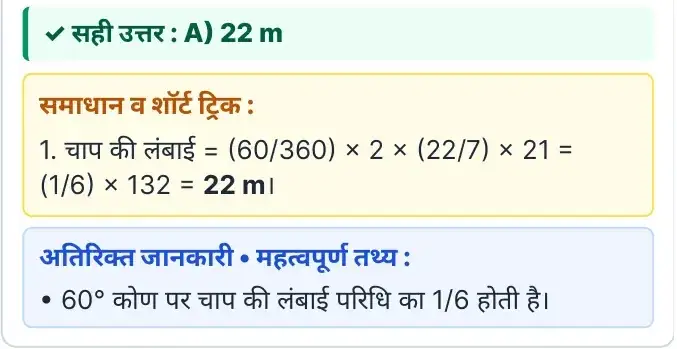 ✓ सही उत्तर : A) 22 m
समाधान व शॉर्ट ट्रिक :
1. चाप की लंबाई = (60/360) × 2 × (22/7) × 21 =
(1/6) × 132 = 22 m।
अतिरिक्त जानकारी • महत्वपूर्ण तथ्य :
• 60° कोण पर चाप की लंबाई परिधि का 1/6 होती है।